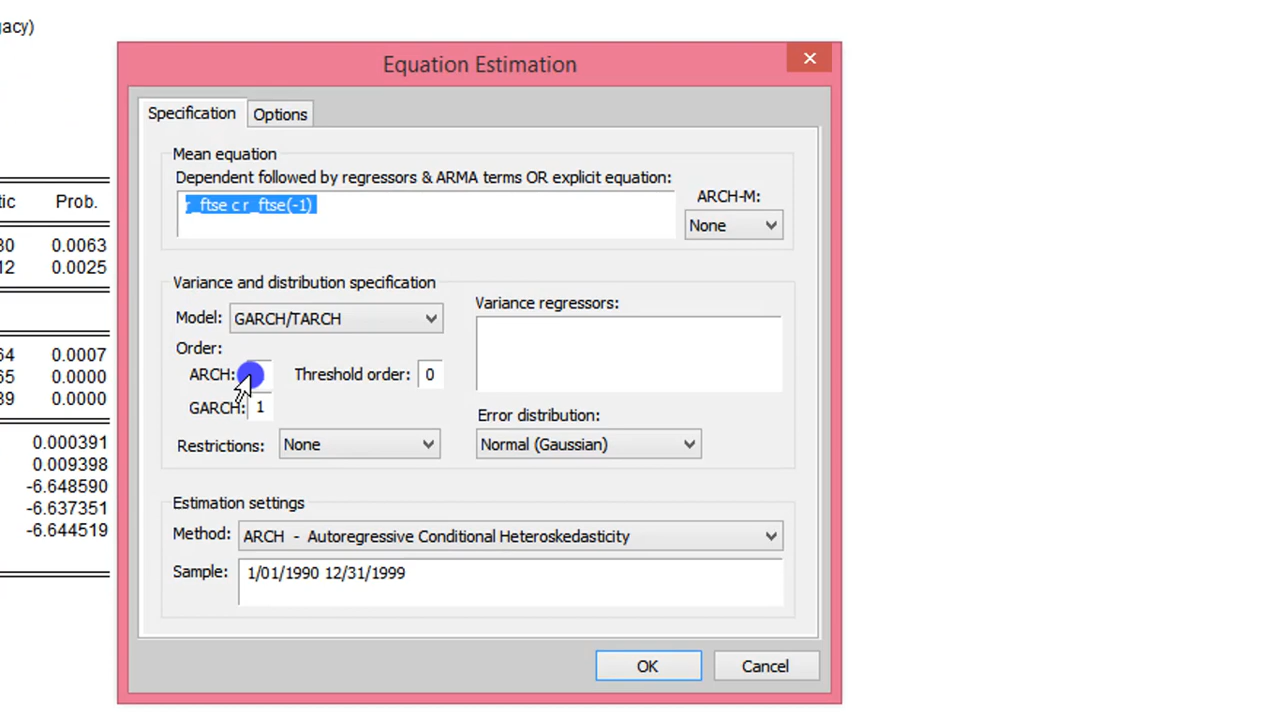 gacy)
Equation Estimation
Specification
Options
Mean equation
Dependent followed by regressors & ARMA terms OR explicit equation:
r_ftse c r_ftse(-1)
ARCH-M:
None
Variance and distribution specification
Model: GARCH/TARCH
Variance regressors:
Order:
ARCH:
Threshold order: 0
GARCH: 1
Error distribution:
Restrictions: None
Normal (Gaussian)
Estimation settings
Method: ARCH - Autoregressive Conditional Heteroskedasticity
Sample: 1/01/1990 12/31/1999
OK
Cancel
tic Prob.
30 0.0063
12 0.0025
64 0.0007
65 0.0000
39 0.0000
0.000391
0.009398
-6.648590
-6.637351
-6.644519